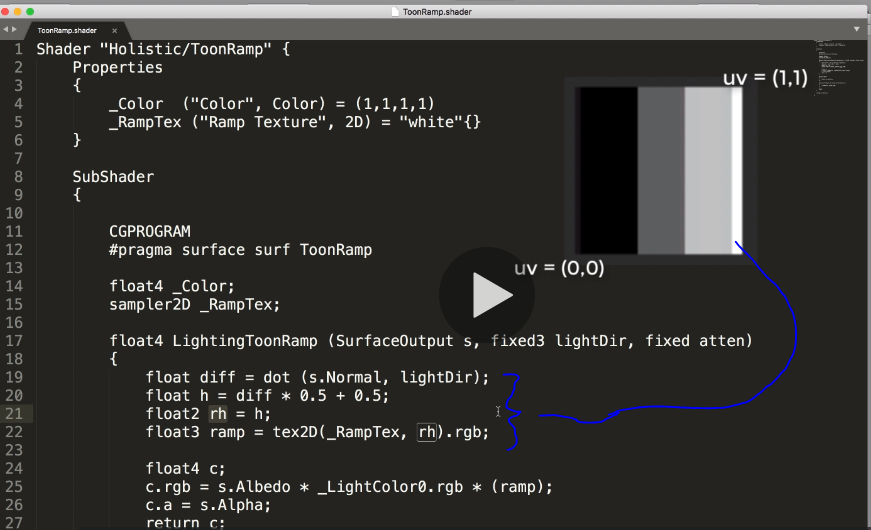 ToonRamp.shader
ToonRamp.shader
1 Shader "Holistic/ToonRamp" {
2 Properties
3 {
4 _Color ("Color", Color) = (1,1,1,1)
5 _RampTex ("Ramp Texture", 2D) = "white"{}
6 }
7
8 SubShader
9 {
10
11 CGPROGRAM
12 #pragma surface surf ToonRamp
13
14 float4 _Color;
15 sampler2D _RampTex;
16
17 float4 LightingToonRamp (SurfaceOutput s, fixed3 lightDir, fixed atten)
18 {
19 float diff = dot (s.Normal, lightDir);
20 float h = diff * 0.5 + 0.5;
21 float2 rh = h;
22 float3 ramp = tex2D(_RampTex, rh).rgb;
23
24 float4 c;
25 c.rgb = s.Albedo * _LightColor0.rgb * (ramp);
26 c.a = s.Alpha;
27 return c;
uv = (1,1)
uv = (0,0)